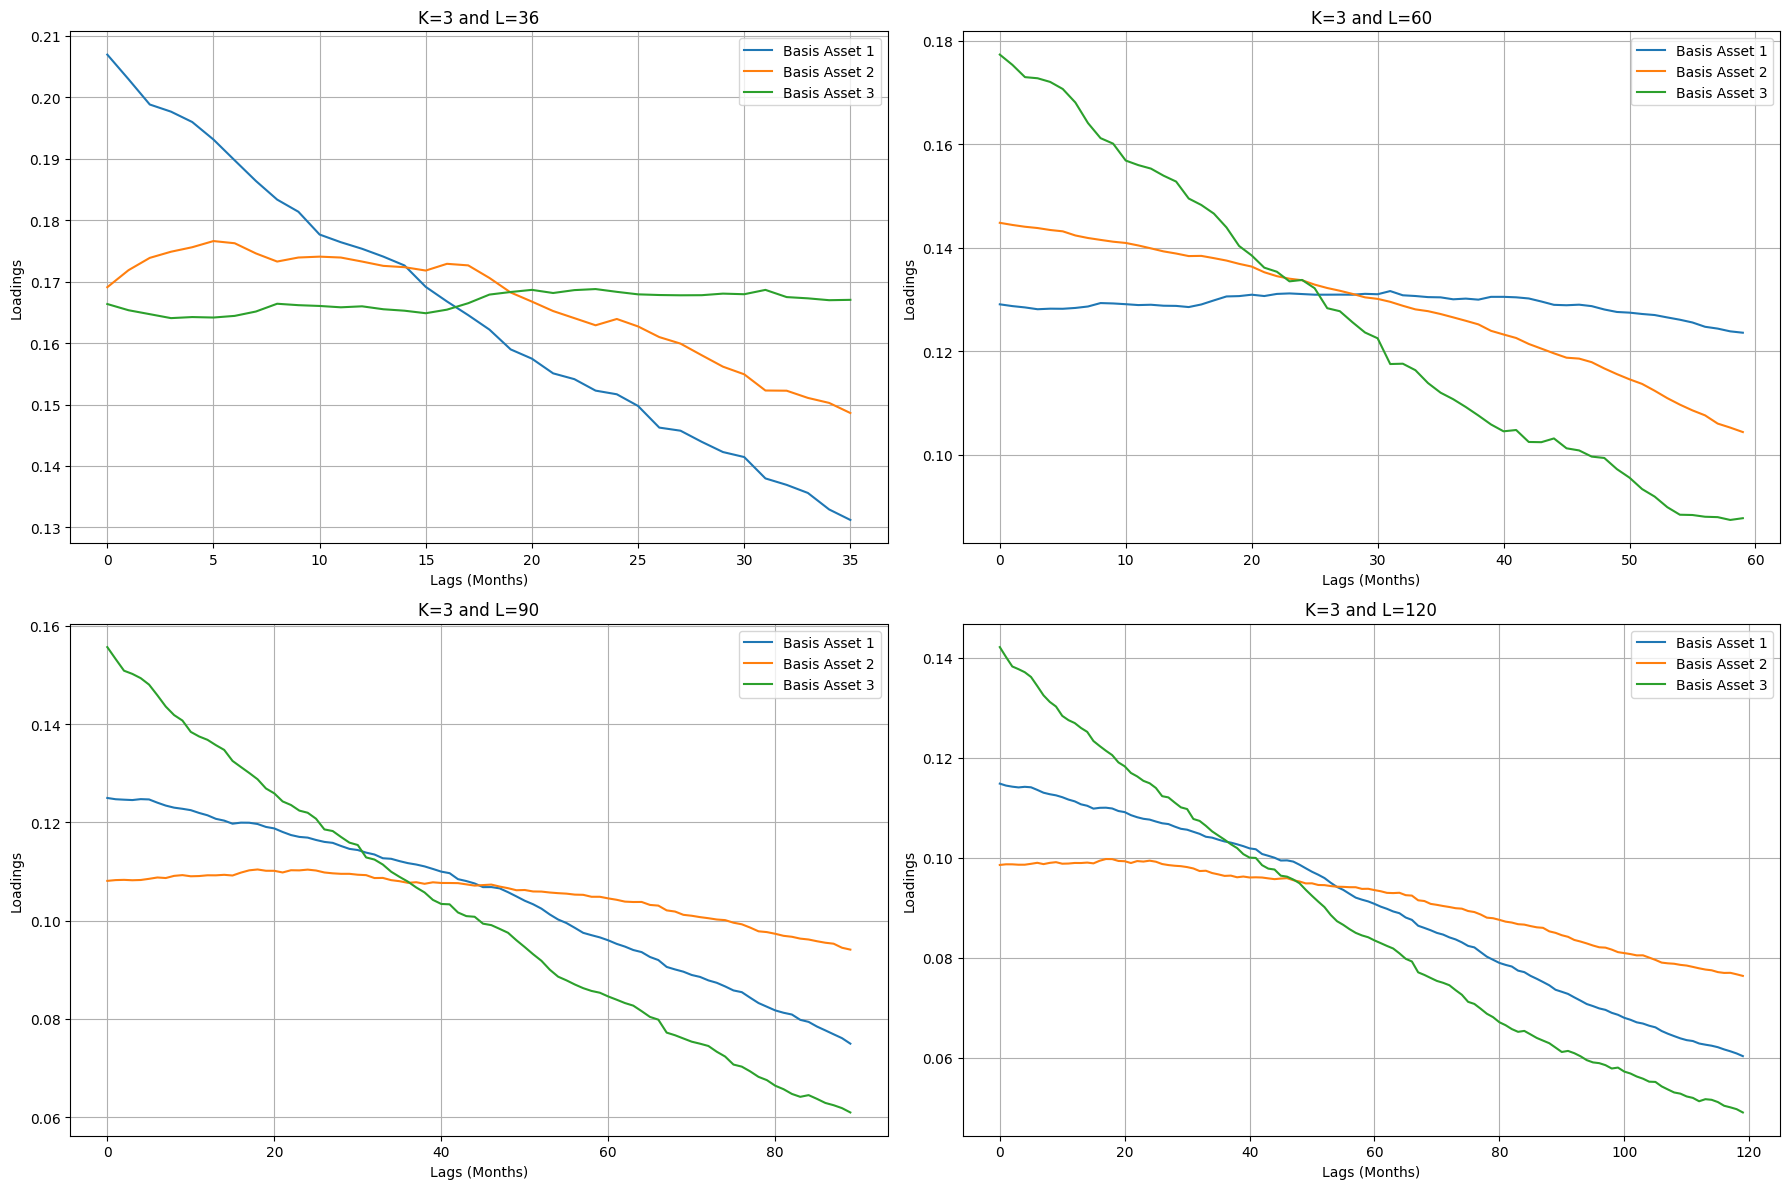 K=3 and L=36
0.21
0.20
0.19
0.18
0.17
0.16
0.15
0.14
0.13
Loadings
0 5 10 15 20 25 30 35
Lags (Months)
Basis Asset 1
Basis Asset 2
Basis Asset 3
K=3 and L=60
0.18
0.16
0.14
0.12
0.10
Loadings
0 10 20 30 40 50 60
Lags (Months)
Basis Asset 1
Basis Asset 2
Basis Asset 3
K=3 and L=90
0.16
0.14
0.12
0.10
0.08
0.06
Loadings
0 20 40 60 80
Lags (Months)
Basis Asset 1
Basis Asset 2
Basis Asset 3
K=3 and L=120
0.14
0.12
0.10
0.08
0.06
Loadings
0 20 40 60 80 100 120
Lags (Months)
Basis Asset 1
Basis Asset 2
Basis Asset 3